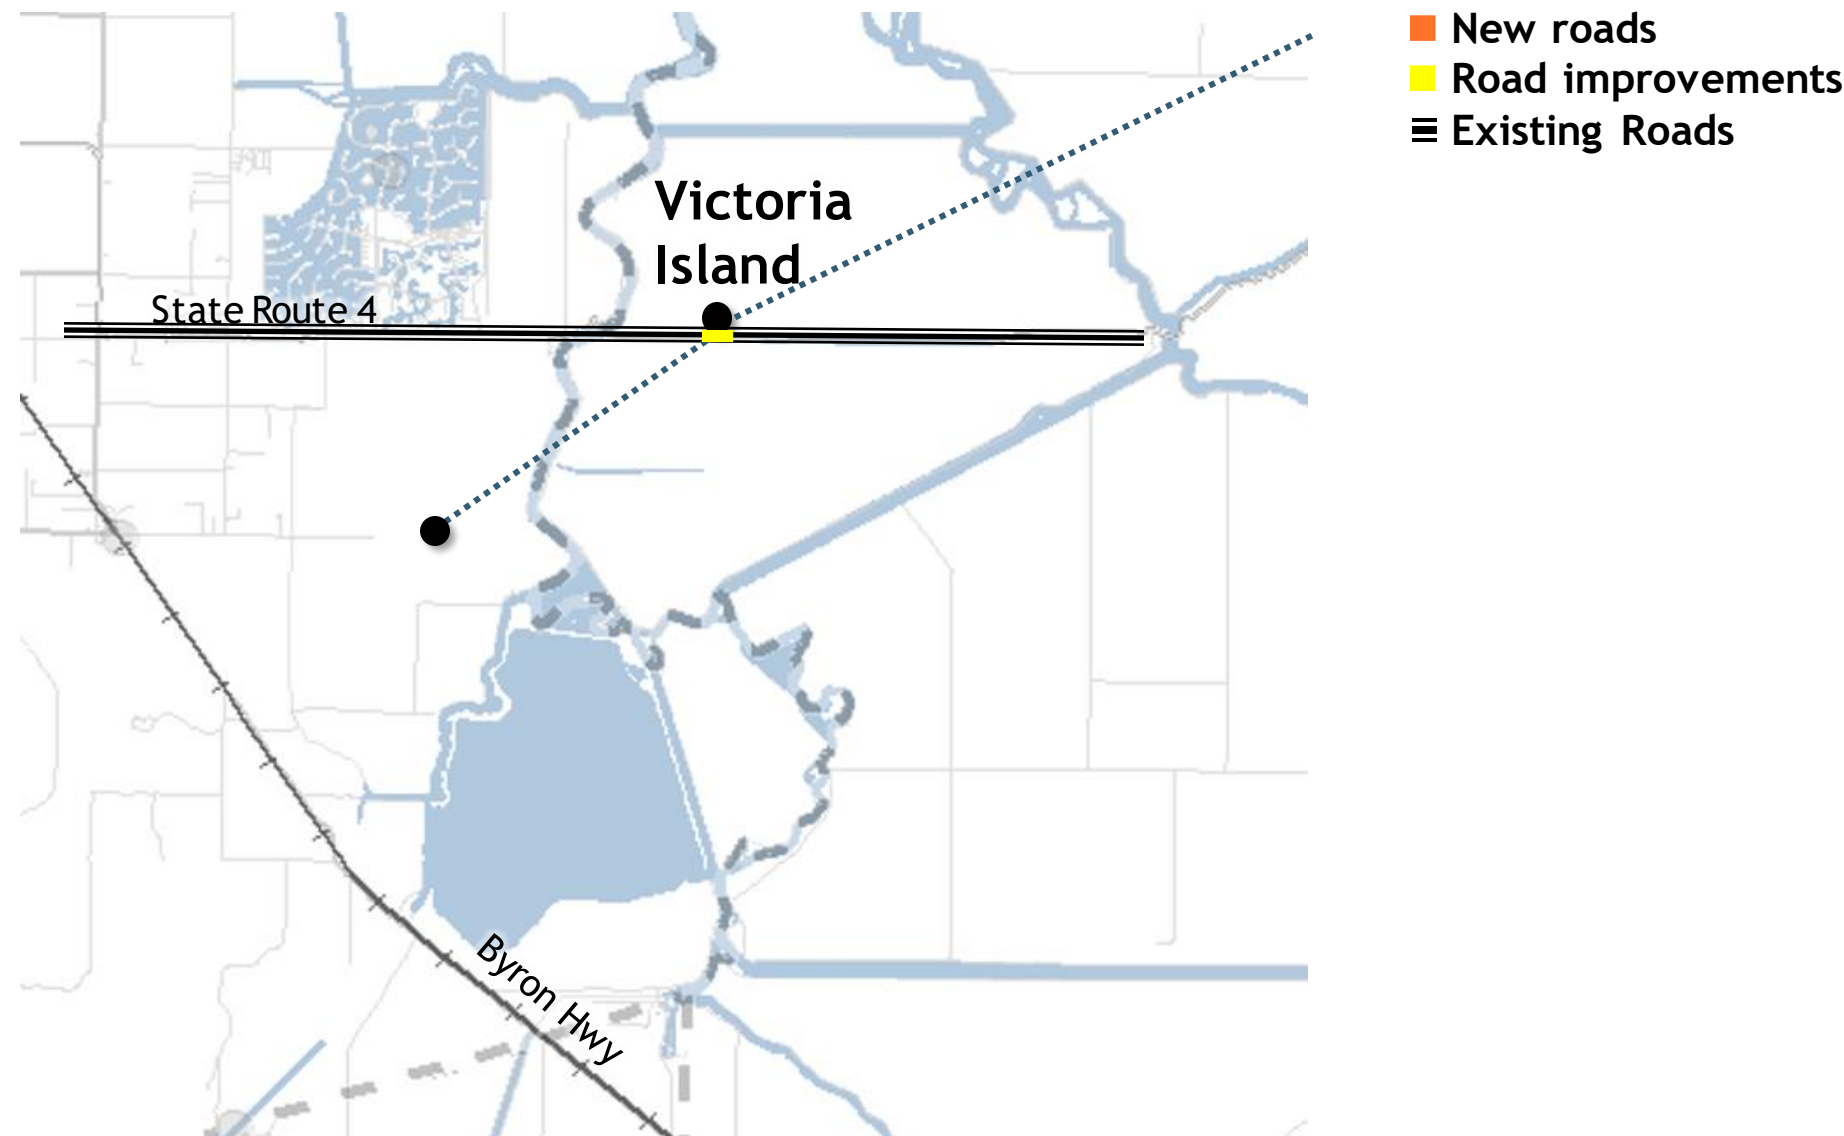 New roads
Road improvements
Existing Roads
Victoria
Island
State Route 4
Byron Hwy